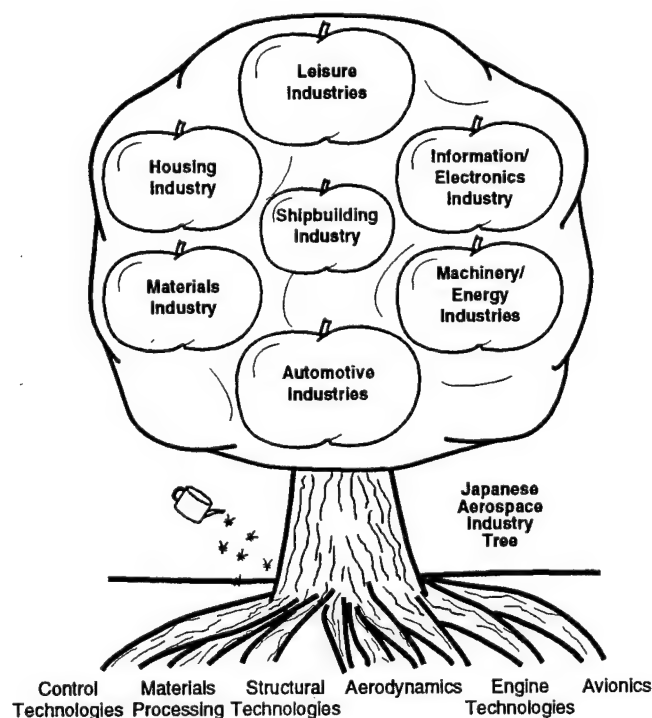 Leisure
Industries
Housing
Industry
Information/
Electronics
Industry
Shipbuilding
Industry
Materials
Industry
Machinery/
Energy
Industries
Automotive
Industries
Japanese
Aerospace
Industry
Tree
¥
¥
¥
¥
¥
¥
Control
Technologies
Materials
Processing
Structural
Technologies
Aerodynamics
Engine
Technologies
Avionics